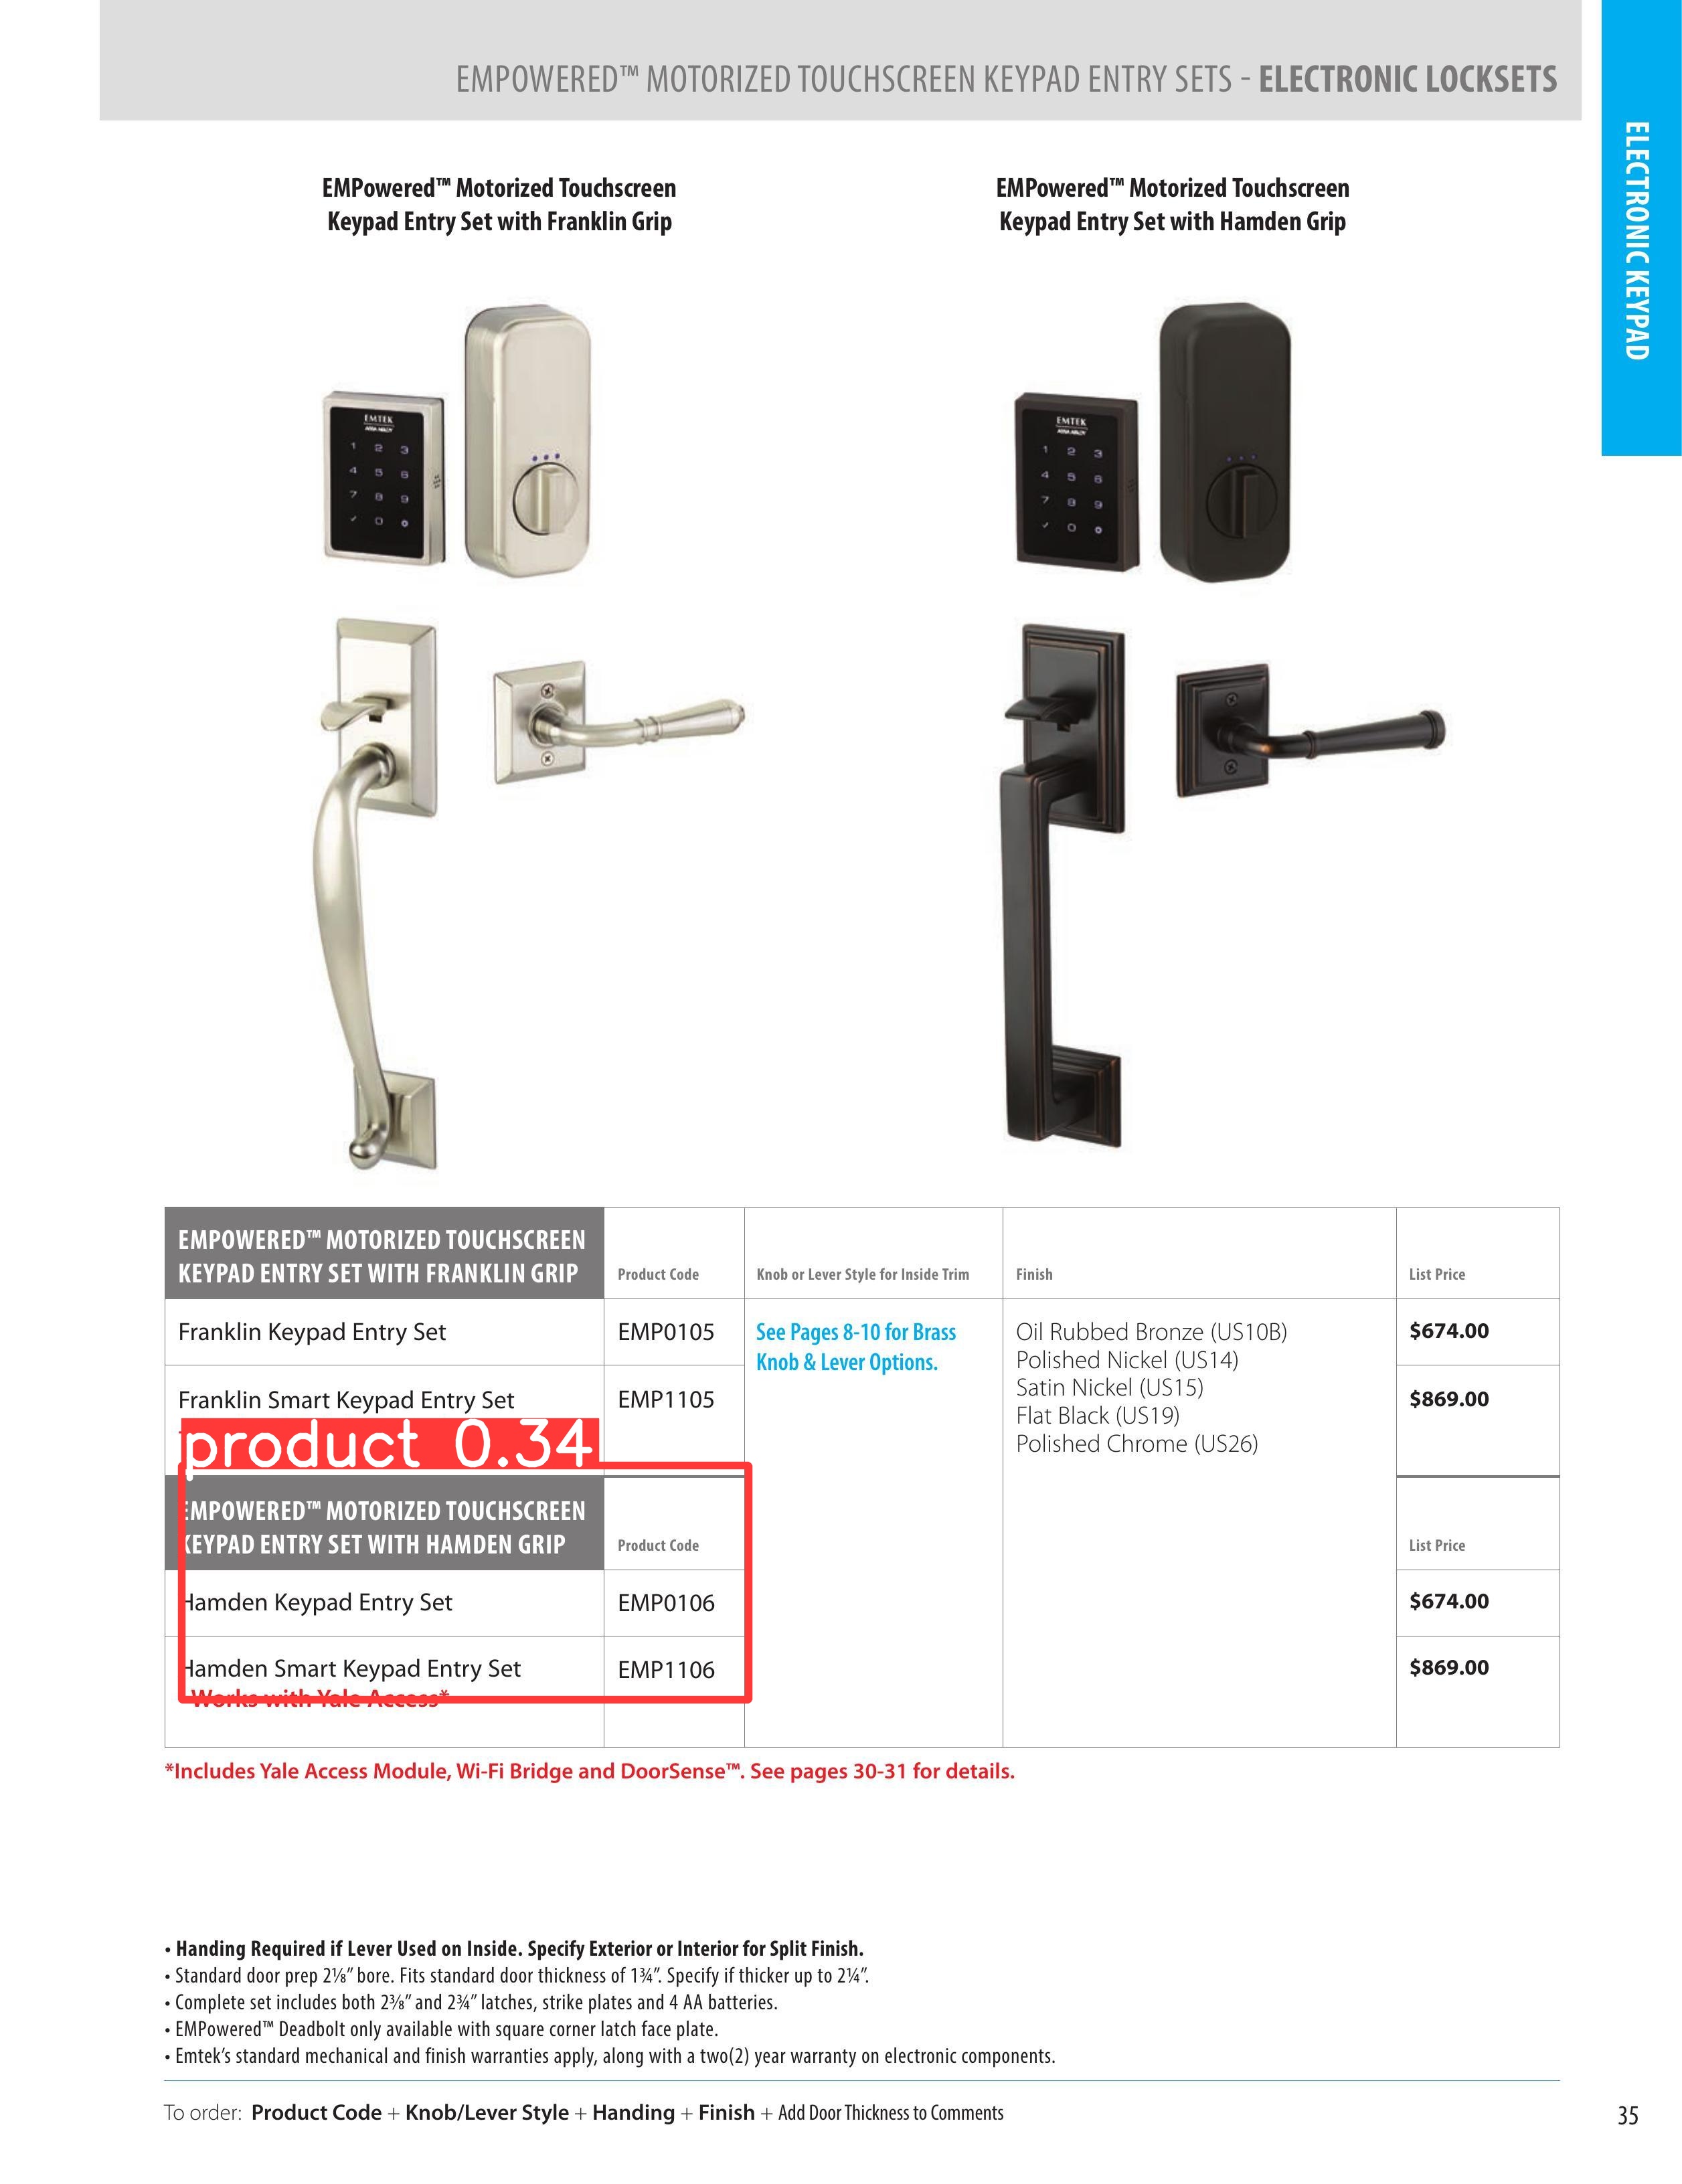 EMPOWERED™ MOTORIZED TOUCHSCREEN KEYPAD ENTRY SETS - ELECTRONIC LOCKSETS
ELECTRONIC KEYPAD
EMPowered™ Motorized Touchscreen
Keypad Entry Set with Franklin Grip
EMPowered™ Motorized Touchscreen
Keypad Entry Set with Hamden Grip
EMTEK
ASSA ABLOY
1 2 3
4 5 6
7 8 9
✓ 0
EMTEK
ASSA ABLOY
1 2 3
4 5 6
7 8 9
✓ 0
EMPOWERED™ MOTORIZED TOUCHSCREEN
KEYPAD ENTRY SET WITH FRANKLIN GRIP
Product Code
Knob or Lever Style for Inside Trim
Finish
List Price
Franklin Keypad Entry Set
EMP0105
See Pages 8-10 for Brass
Knob & Lever Options.
Oil Rubbed Bronze (US10B)
Polished Nickel (US14)
Satin Nickel (US15)
Flat Black (US19)
Polished Chrome (US26)
$674.00
Franklin Smart Keypad Entry Set
EMP1105
$869.00
product 0.34
EMPOWERED™ MOTORIZED TOUCHSCREEN
KEYPAD ENTRY SET WITH HAMDEN GRIP
Product Code
List Price
Hamden Keypad Entry Set
EMP0106
$674.00
Hamden Smart Keypad Entry Set
Works with Yale Access*
EMP1106
$869.00
*Includes Yale Access Module, Wi-Fi Bridge and DoorSense™. See pages 30-31 for details.
• Handing Required if Lever Used on Inside. Specify Exterior or Interior for Split Finish.
• Standard door prep 2⅛” bore. Fits standard door thickness of 1¾”. Specify if thicker up to 2¼”.
• Complete set includes both 2⅜” and 2¾” latches, strike plates and 4 AA batteries.
• EMPowered™ Deadbolt only available with square corner latch face plate.
• Emtek’s standard mechanical and finish warranties apply, along with a two(2) year warranty on electronic components.
To order: Product Code + Knob/Lever Style + Handing + Finish + Add Door Thickness to Comments
35